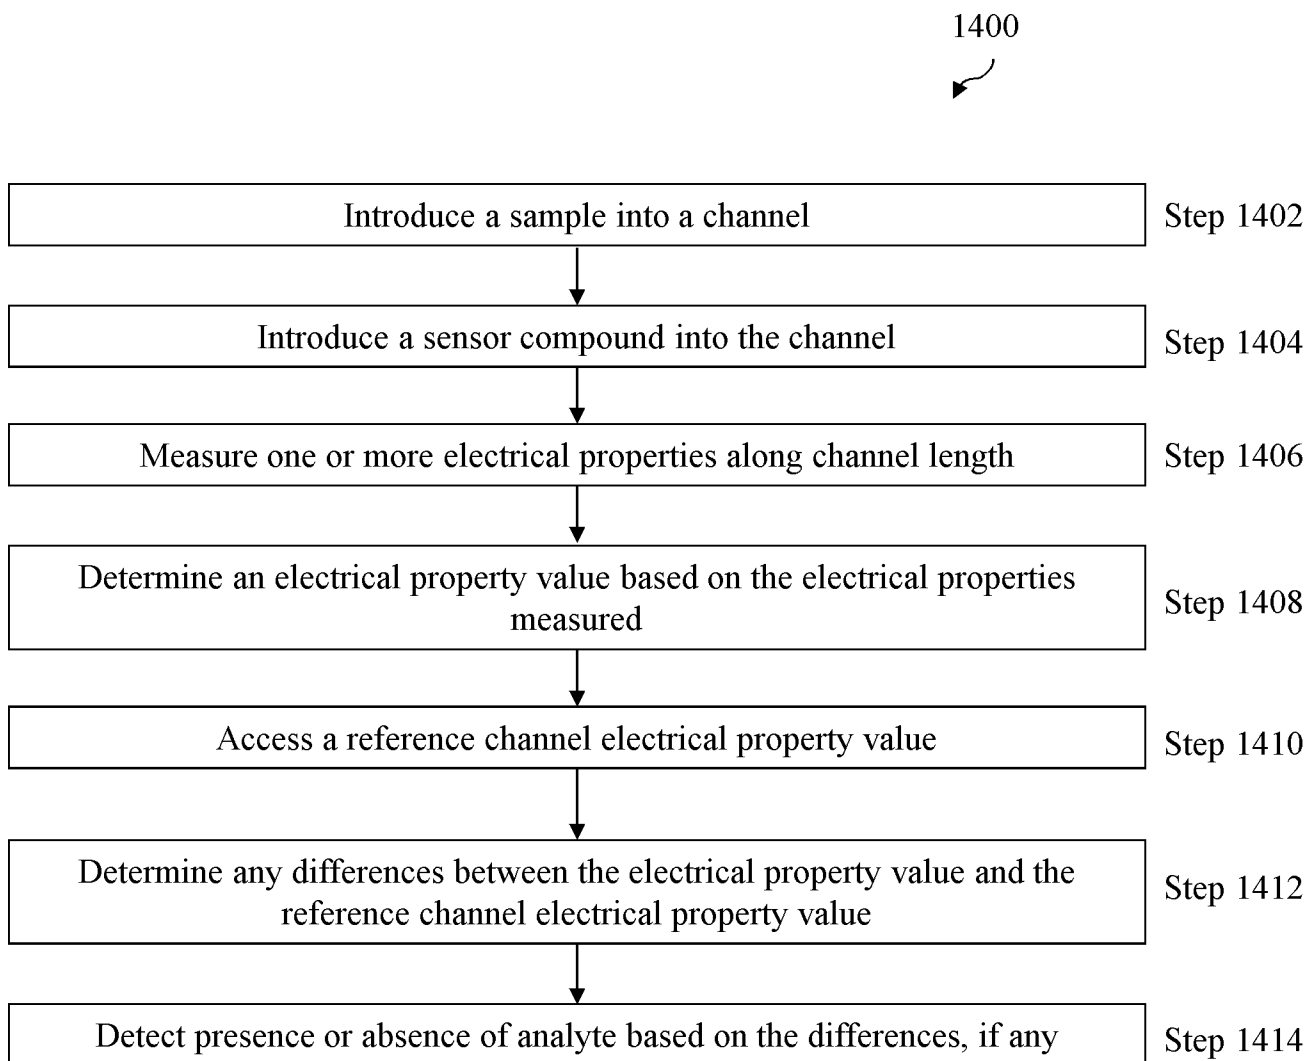 1400
Introduce a sample into a channel
Step 1402
Introduce a sensor compound into the channel
Step 1404
Measure one or more electrical properties along channel length
Step 1406
Determine an electrical property value based on the electrical properties
measured
Step 1408
Access a reference channel electrical property value
Step 1410
Determine any differences between the electrical property value and the
reference channel electrical property value
Step 1412
Detect presence or absence of analyte based on the differences, if any
Step 1414